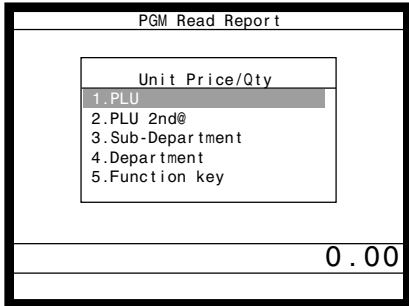 PGM Read Report
Unit Price/Qty
1.PLU
2.PLU 2nd@
3.Sub-Department
4.Department
5.Function key
0.00